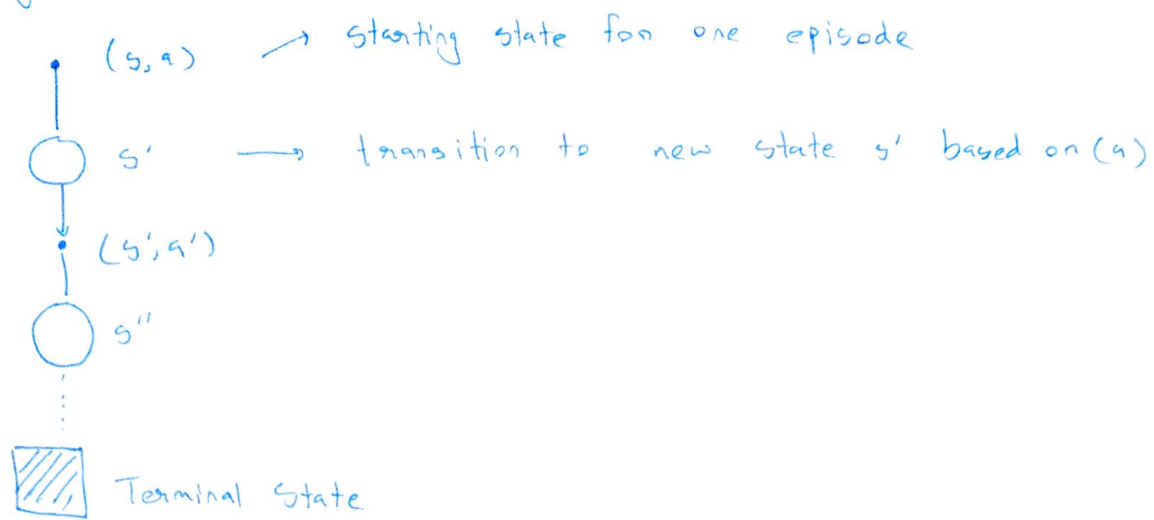 (s, a) → starting state for one episode
s' → transition to new state s' based on (a)
(s', a')
s''
Terminal State